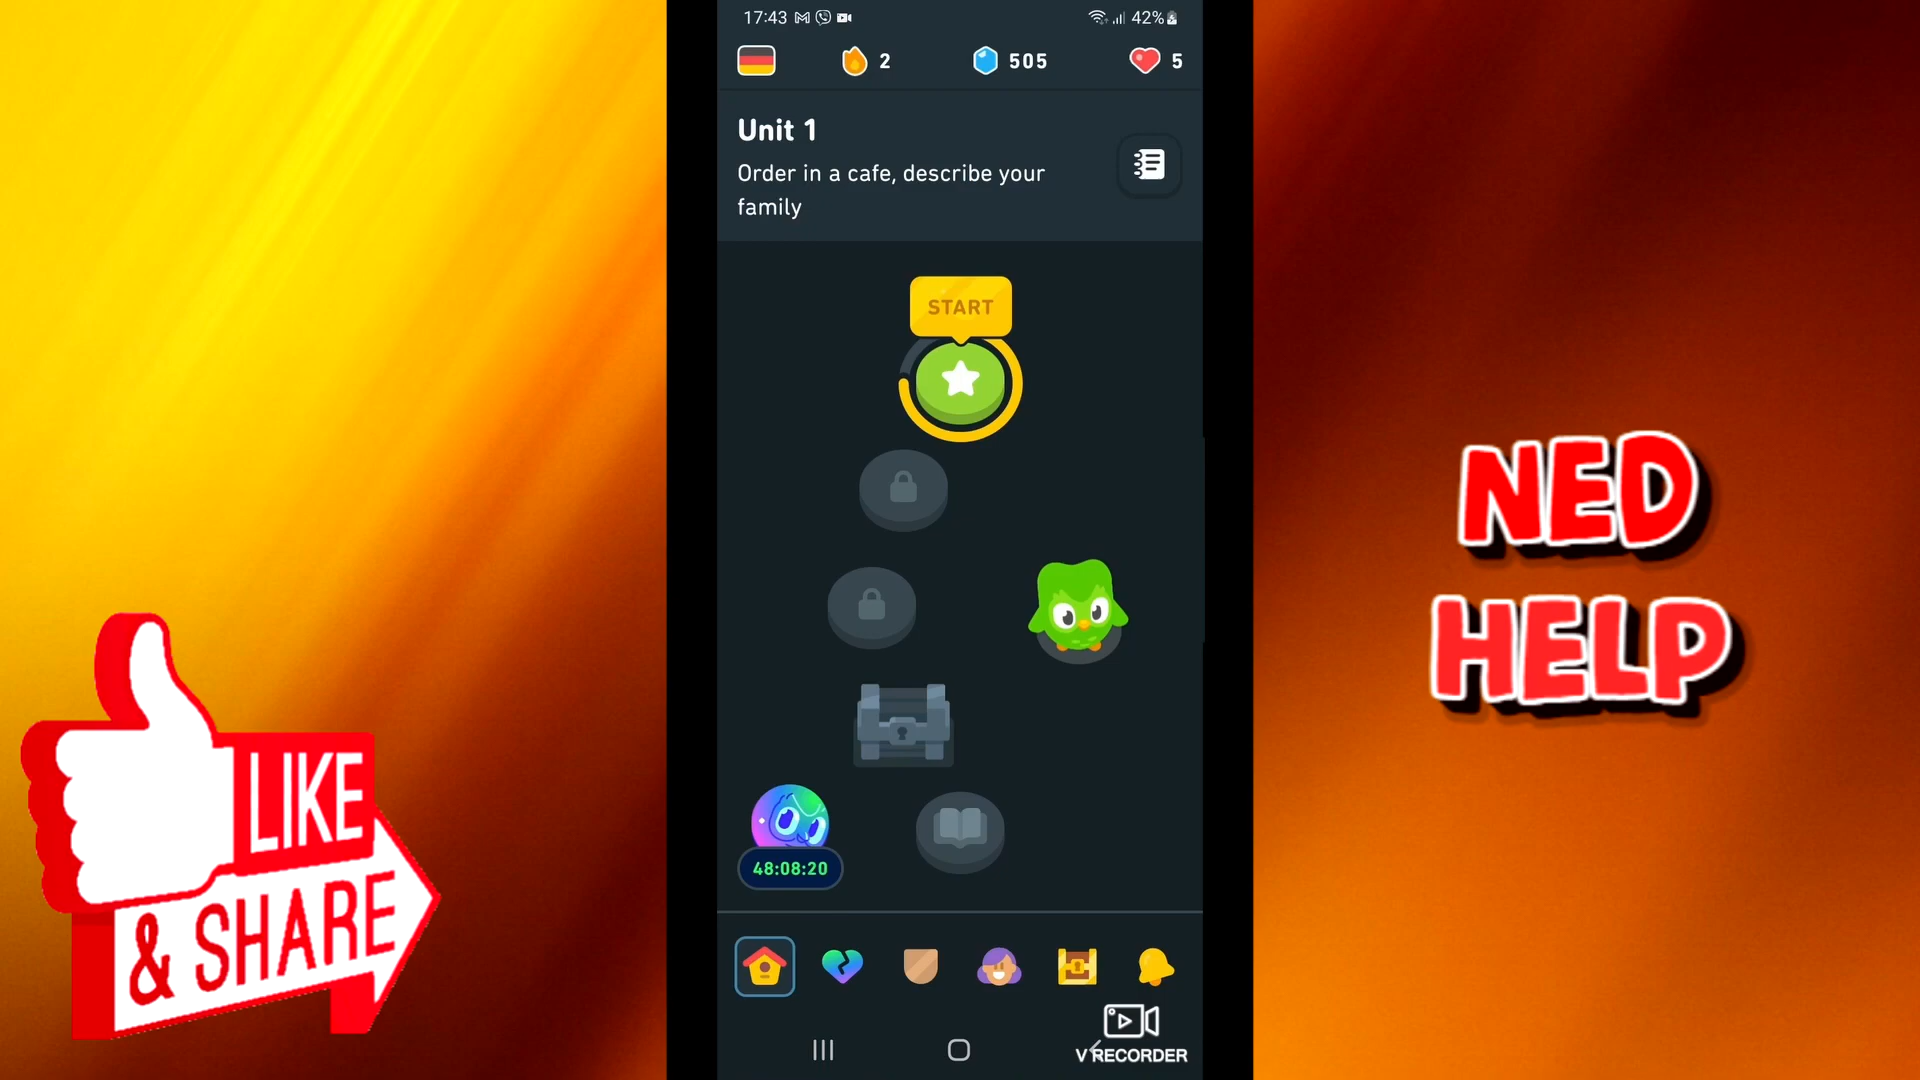 17:43
42%
2
505
5
Unit 1
Order in a cafe, describe your
family
START
48:08:20
V RECORDER
LIKE
& SHARE
NED
HELP